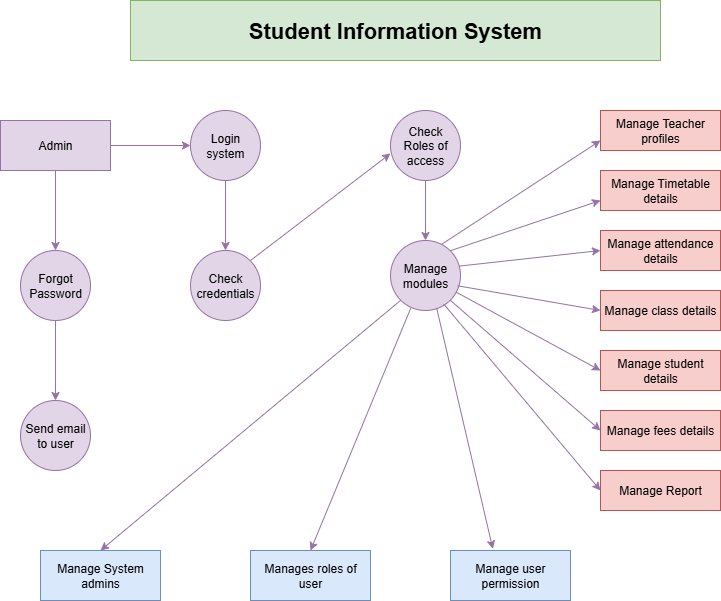 Student Information System
Admin
Login
system
Check
Roles of
access
Manage Teacher
profiles
Manage Timetable
details
Manage attendance
details
Forgot
Password
Check
credentials
Manage
modules
Manage class details
Manage student
details
Send email
to user
Manage fees details
Manage Report
Manage System
admins
Manages roles of
user
Manage user
permission